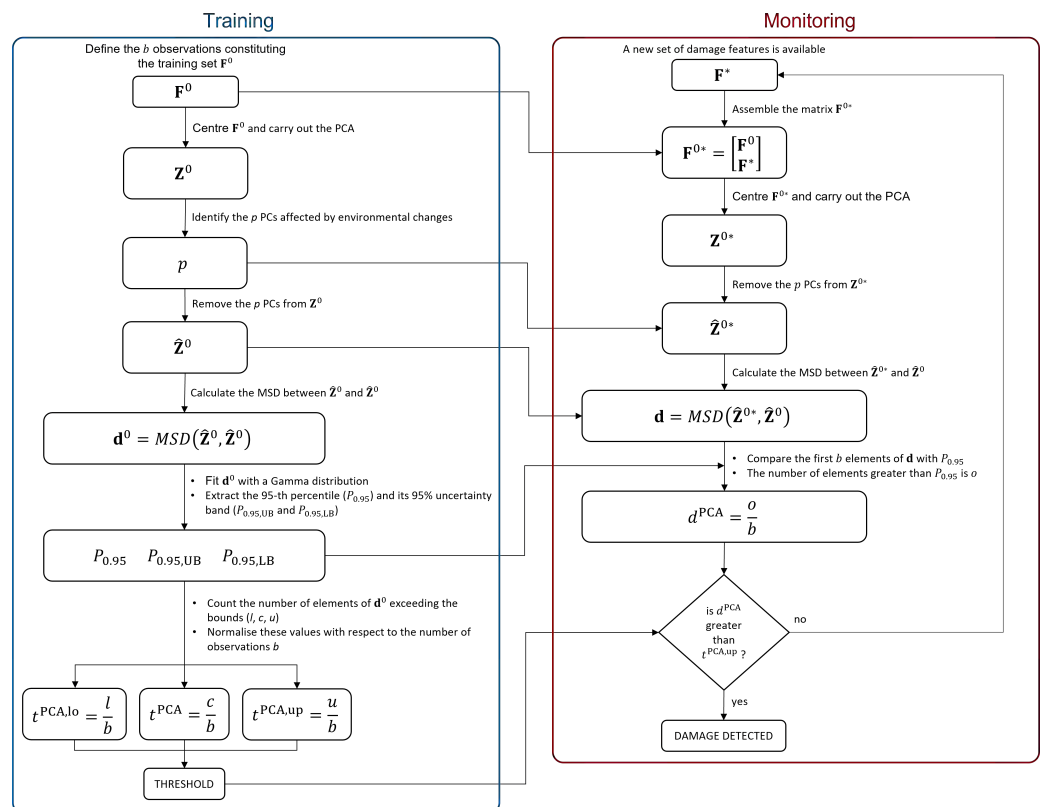 Training
Define the b observations constituting
the training set F⁰
F⁰
Centre F⁰ and carry out the PCA
Z⁰
Identify the p PCs affected by environmental changes
p
Remove the p PCs from Z⁰
Ẑ⁰
Calculate the MSD between Ẑ⁰ and Ẑ⁰
d⁰ = MSD(Ẑ⁰, Ẑ⁰)
• Fit d⁰ with a Gamma distribution
• Extract the 95-th percentile (P₀.₉₅) and its 95% uncertainty
band (P₀.₉₅,UB and P₀.₉₅,LB)
P₀.₉₅ P₀.₉₅,UB P₀.₉₅,LB
• Count the number of elements of d⁰ exceeding the
bounds (l, c, u)
• Normalise these values with respect to the number of
observations b
t^PCA,lo = l/b
t^PCA = c/b
t^PCA,up = u/b
THRESHOLD
Monitoring
A new set of damage features is available
F*
Assemble the matrix F⁰*
F⁰* = [F⁰
F*]
Centre F⁰* and carry out the PCA
Z⁰*
Remove the p PCs from Z⁰*
Ẑ⁰*
Calculate the MSD between Ẑ⁰* and Ẑ⁰
d = MSD(Ẑ⁰*, Ẑ⁰)
• Compare the first b elements of d with P₀.₉₅
• The number of elements greater than P₀.₉₅ is o
d^PCA = o/b
is d^PCA
greater
than
t^PCA,up ?
no
yes
DAMAGE DETECTED